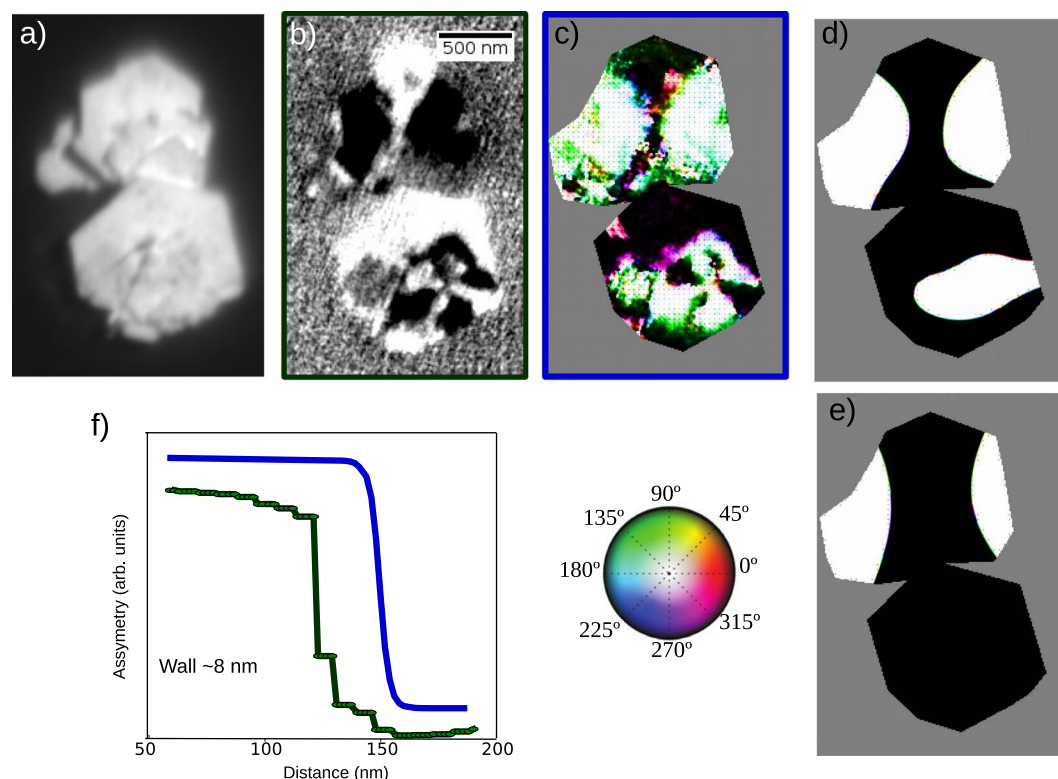 a)
b)
500 nm
c)
d)
e)
f)
Assymetry (arb. units)
Wall ~8 nm
50
100
150
200
Distance (nm)
90º
45º
0º
315º
270º
225º
180º
135º